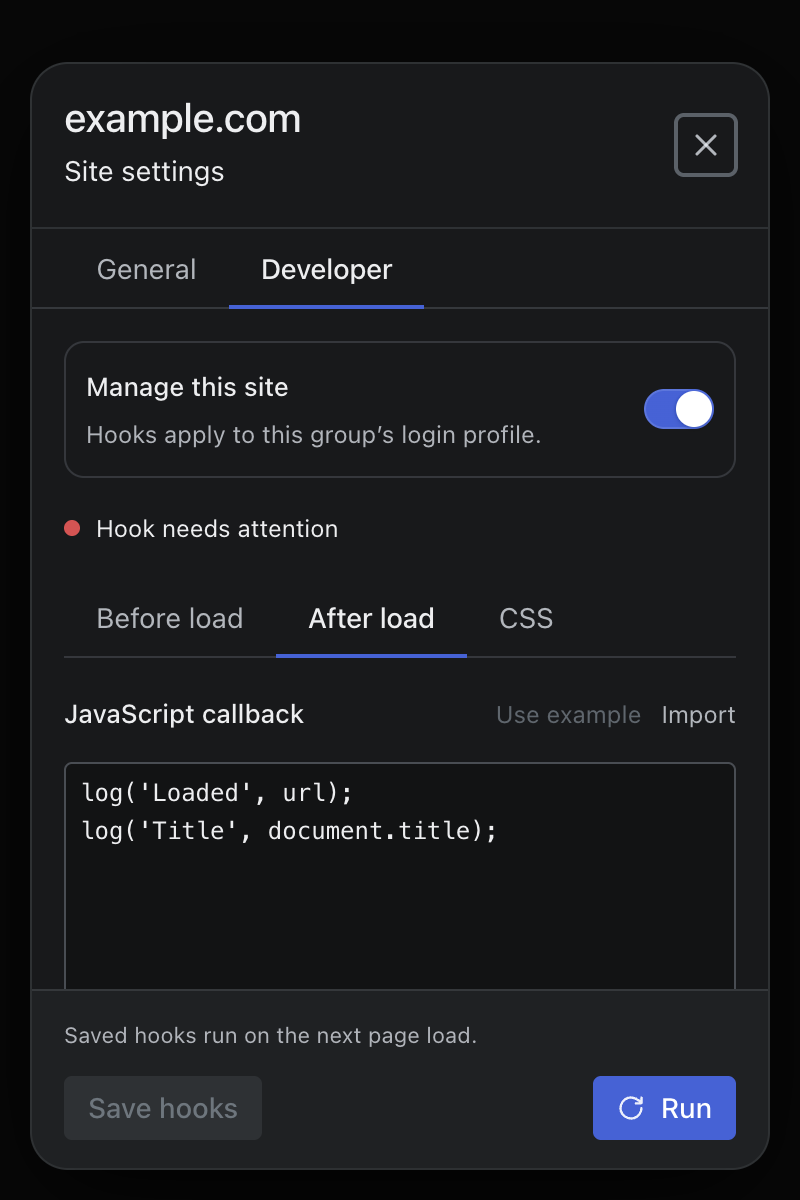 example.com
Site settings
General
Developer
Manage this site
Hooks apply to this group’s login profile.
Hook needs attention
Before load
After load
CSS
JavaScript callback
Use example
Import
log('Loaded', url);
log('Title', document.title);
Saved hooks run on the next page load.
Save hooks
Run